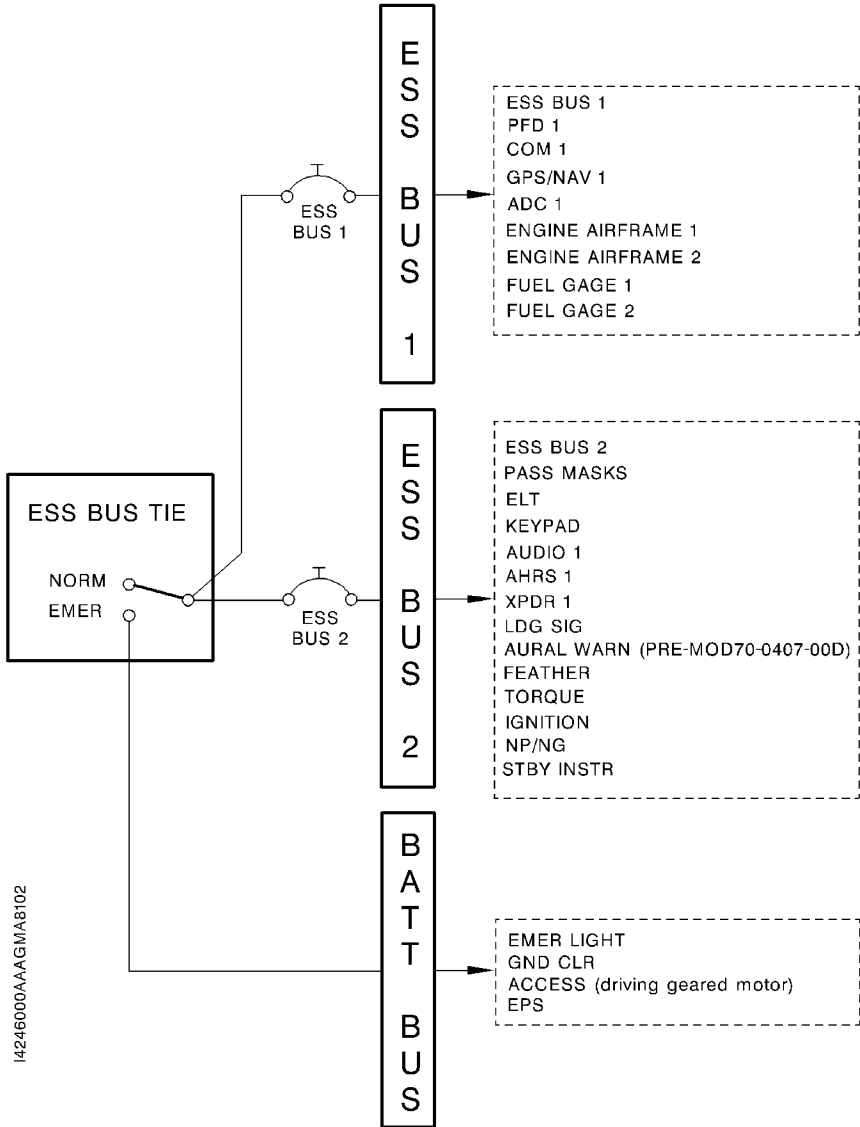 ESS BUS 1
ESS BUS 1
PFD 1
COM 1
GPS/NAV 1
ADC 1
ENGINE AIRFRAME 1
ENGINE AIRFRAME 2
FUEL GAGE 1
FUEL GAGE 2
ESS
BUS 1
ESS BUS 2
ESS BUS 2
PASS MASKS
ELT
KEYPAD
AUDIO 1
AHRS 1
XPDR 1
LDG SIG
AURAL WARN (PRE-MOD70-0407-00D)
FEATHER
TORQUE
IGNITION
NP/NG
STBY INSTR
ESS BUS TIE
NORM
EMER
ESS
BUS 2
BATT BUS
EMER LIGHT
GND CLR
ACCESS (driving geared motor)
EPS
I4246000AAAGMA8102